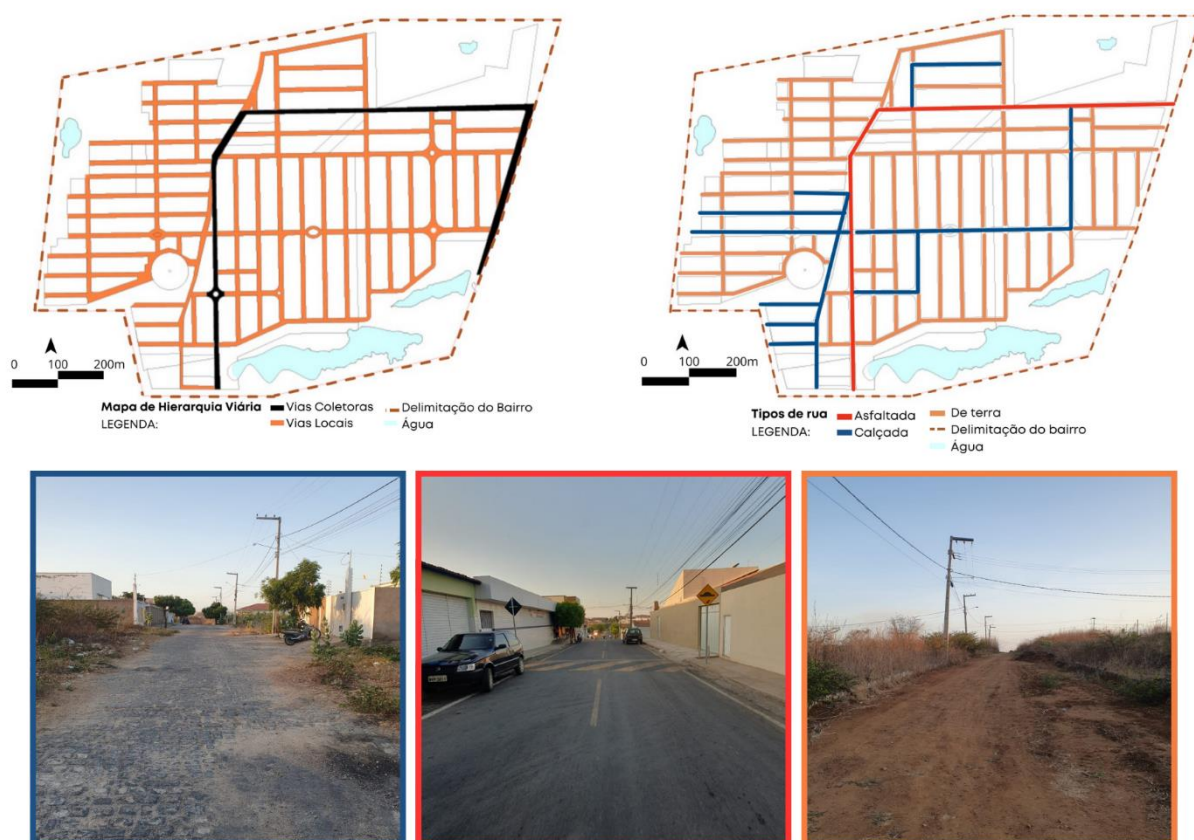 0 100 200m
Mapa de Hierarquia Viária
LEGENDA:
Vias Coletoras
Vias Locais
Delimitação do Bairro
Água
0 100 200m
Tipos de rua
LEGENDA:
Asfaltada
Calçada
De terra
Delimitação do bairro
Água